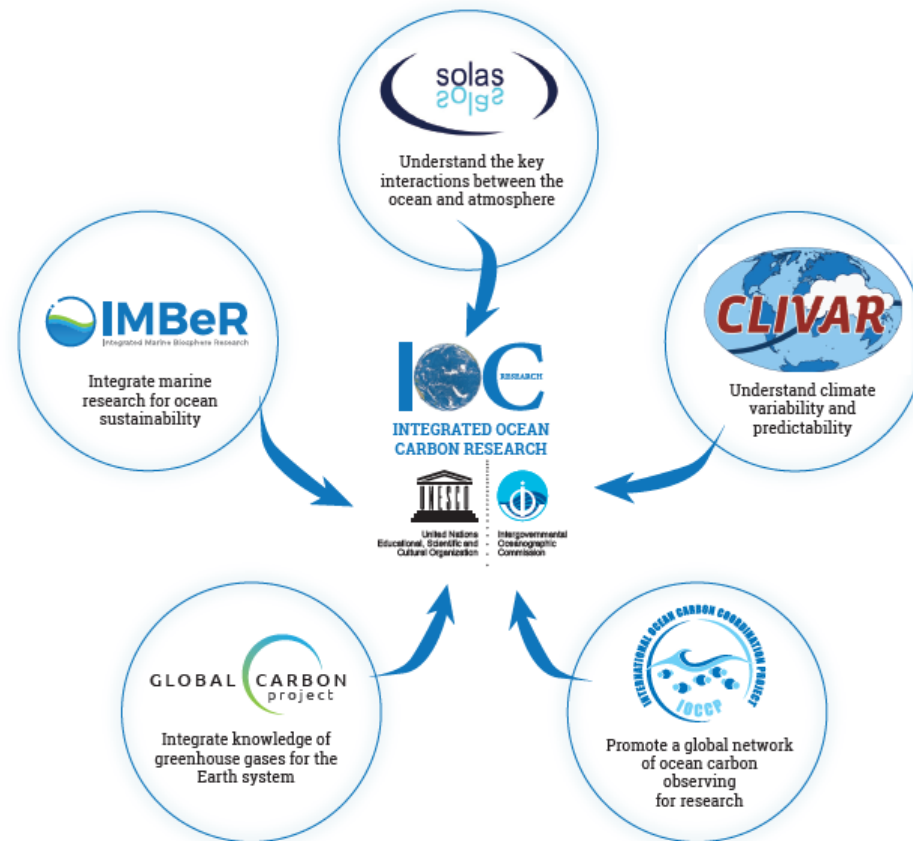 solas
solas
Understand the key
interactions between the
ocean and atmosphere
IMBeR
Integrated Marine Biosphere Research
Integrate marine
research for ocean
sustainability
CLIVAR
Understand climate
variability and
predictability
IOC
RESEARCH
INTEGRATED OCEAN
CARBON RESEARCH
UNESCO
United Nations
Educational, Scientific and
Cultural Organization
Intergovernmental
Oceanographic
Commission
GLOBAL CARBON
project
Integrate knowledge of
greenhouse gases for the
Earth system
INTERNATIONAL OCEAN CARBON COORDINATION PROJECT
IOCCP
Promote a global network
of ocean carbon
observing
for research